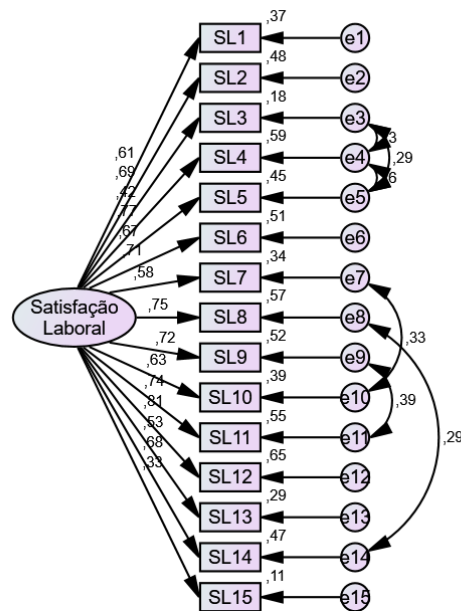 ,37
SL1 e1
,48
SL2 e2
,18
SL3 e3
,59
SL4 e4
,29
,45
SL5 e5
,51
SL6 e6
,34
SL7 e7
,57
SL8 e8
,52
SL9 e9
,39
SL10 e10
,55
SL11 e11
,65
SL12 e12
,29
SL13 e13
,47
SL14 e14
,11
SL15 e15
,61
,69
,42
,77
,67
,71
,58
Satisfação
Laboral
,75
,72
,63
,74
,81
,53
,68
,33
,33
,39
,29